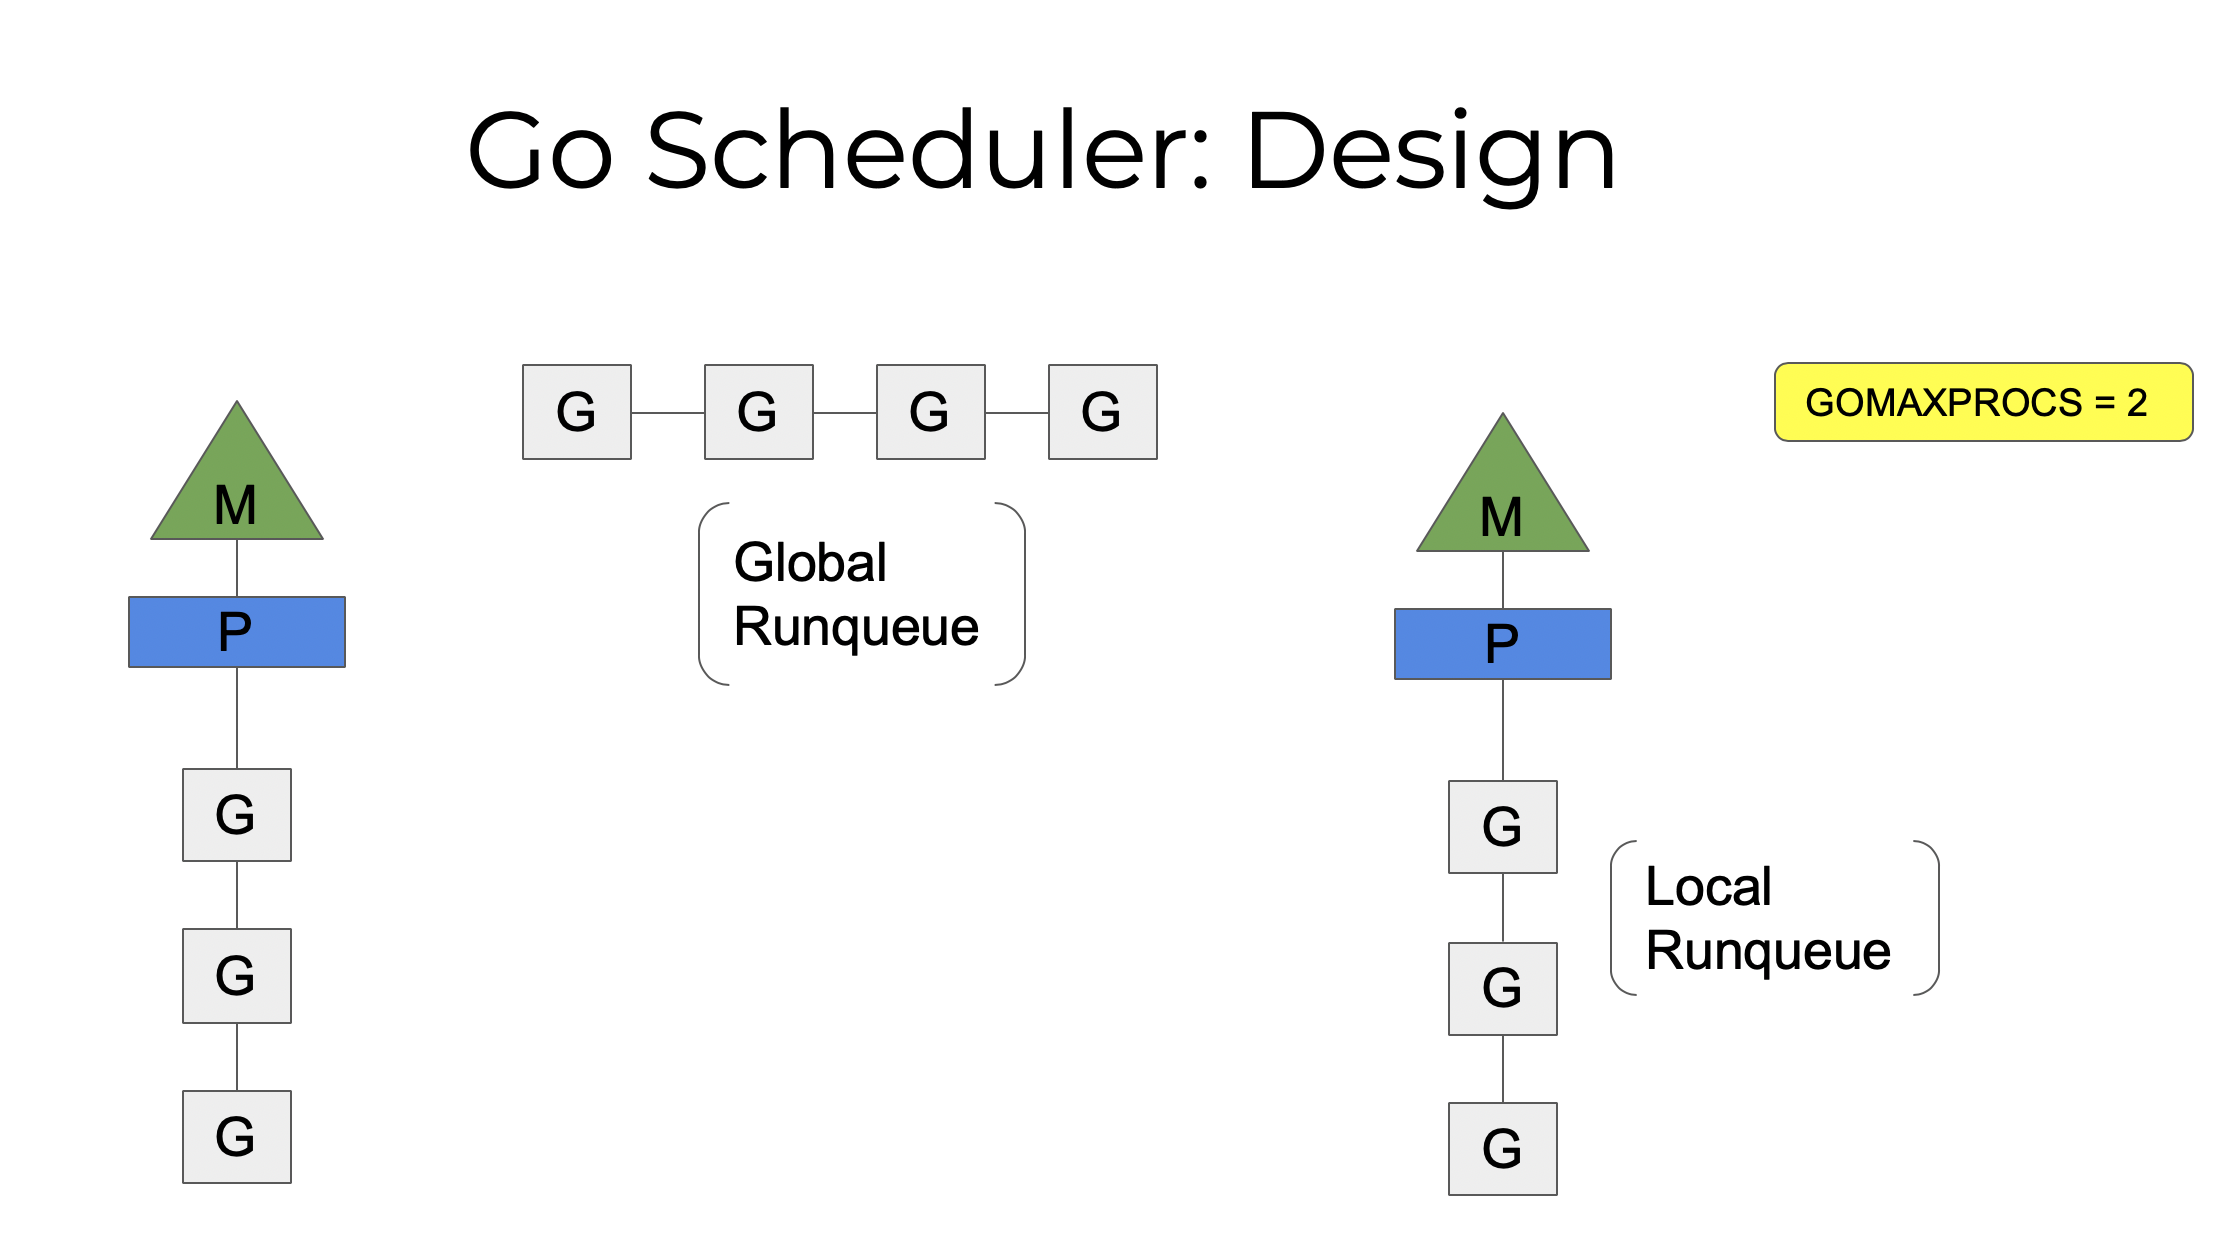 Go Scheduler: Design
G G G G
GOMAXPROCS = 2
M
P
G
G
G
Global
Runqueue
M
P
G
G
G
Local
Runqueue